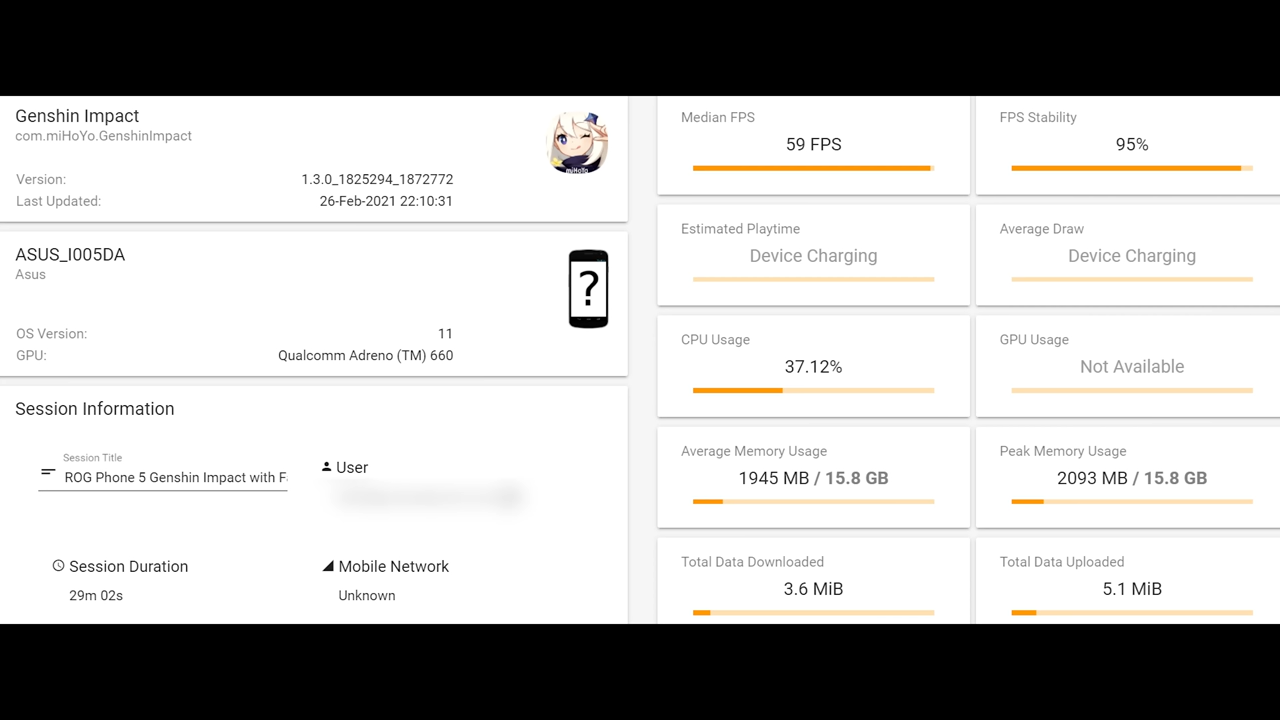 Genshin Impact
com.miHoYo.GenshinImpact
miHoYo
Version: 1.3.0_1825294_1872772
Last Updated: 26-Feb-2021 22:10:31
ASUS_I005DA
Asus
?
OS Version: 11
GPU: Qualcomm Adreno (TM) 660
Session Information
Session Title
ROG Phone 5 Genshin Impact with F
User
Session Duration
29m 02s
Mobile Network
Unknown
Median FPS
59 FPS
FPS Stability
95%
Estimated Playtime
Device Charging
Average Draw
Device Charging
CPU Usage
37.12%
GPU Usage
Not Available
Average Memory Usage
1945 MB / 15.8 GB
Peak Memory Usage
2093 MB / 15.8 GB
Total Data Downloaded
3.6 MiB
Total Data Uploaded
5.1 MiB